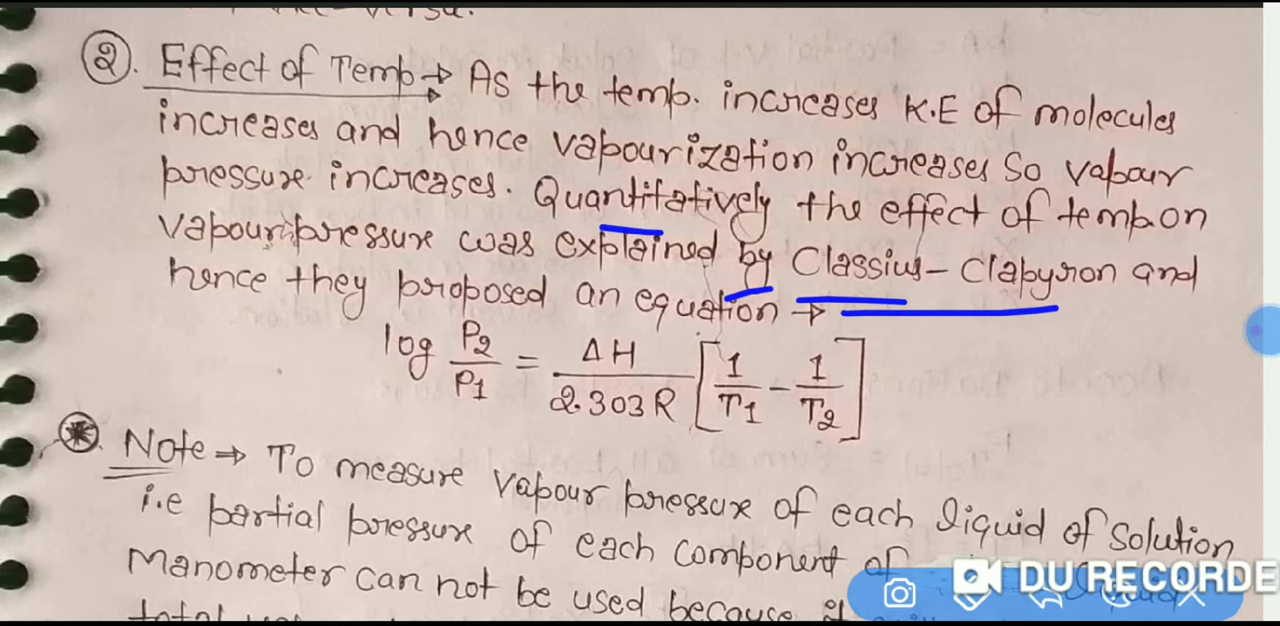 ②. Effect of Temp → As the temp. increases K.E of molecules
increases and hence vapourization increases So vapour
pressure increases. Quantitatively the effect of temp on
vapour pressure was explained by Classius - Clapyron and
hence they proposed an equation →
log P2/P1 = ΔH/2.303R [1/T1 - 1/T2]
Note ⇒ To measure vapour pressure of each liquid of solution
i.e partial pressure of each component of
Manometer can not be used because it
total
DU RECORDE